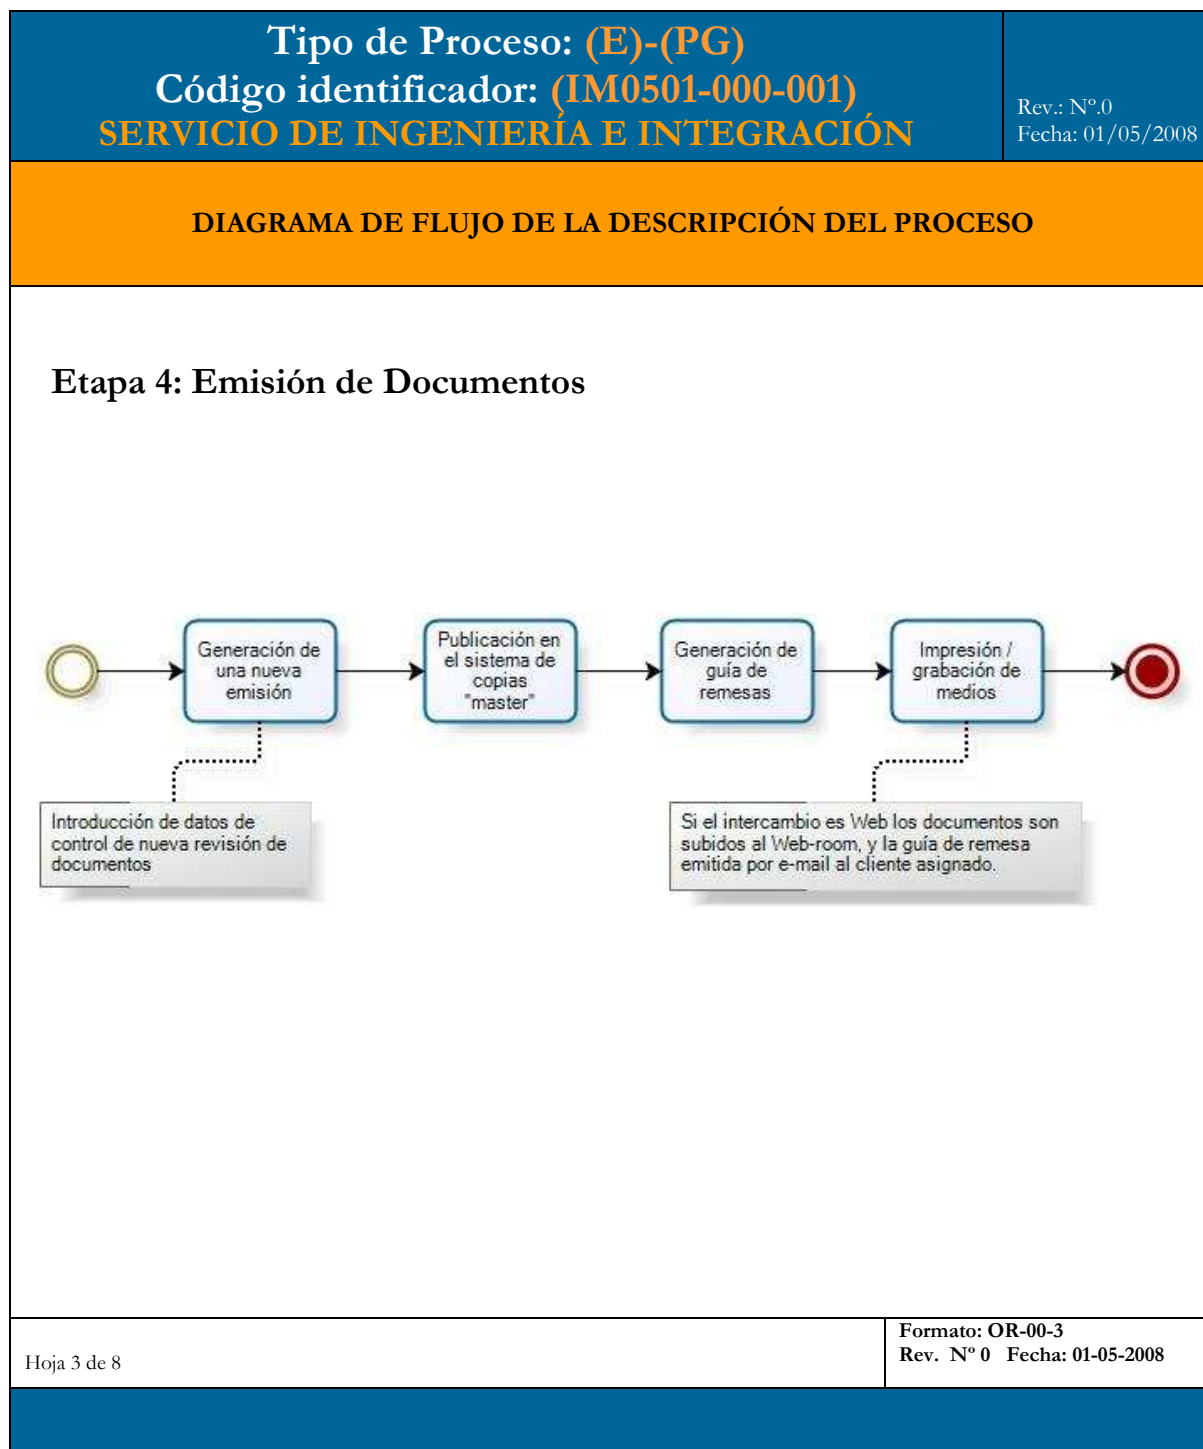 Tipo de Proceso: (E)-(PG)
Código identificador: (IM0501-000-001)
SERVICIO DE INGENIERÍA E INTEGRACIÓN
Rev.: Nº.0
Fecha: 01/05/2008
DIAGRAMA DE FLUJO DE LA DESCRIPCIÓN DEL PROCESO
Etapa 4: Emisión de Documentos
Generación de
una nueva
emisión
Publicación en
el sistema de
copias
"master"
Generación de
guía de
remesas
Impresión /
grabación de
medios
Introducción de datos de
control de nueva revisión de
documentos
Si el intercambio es Web los documentos son
subidos al Web-room, y la guía de remesa
emitida por e-mail al cliente asignado.
Hoja 3 de 8
Formato: OR-00-3
Rev. Nº 0 Fecha: 01-05-2008